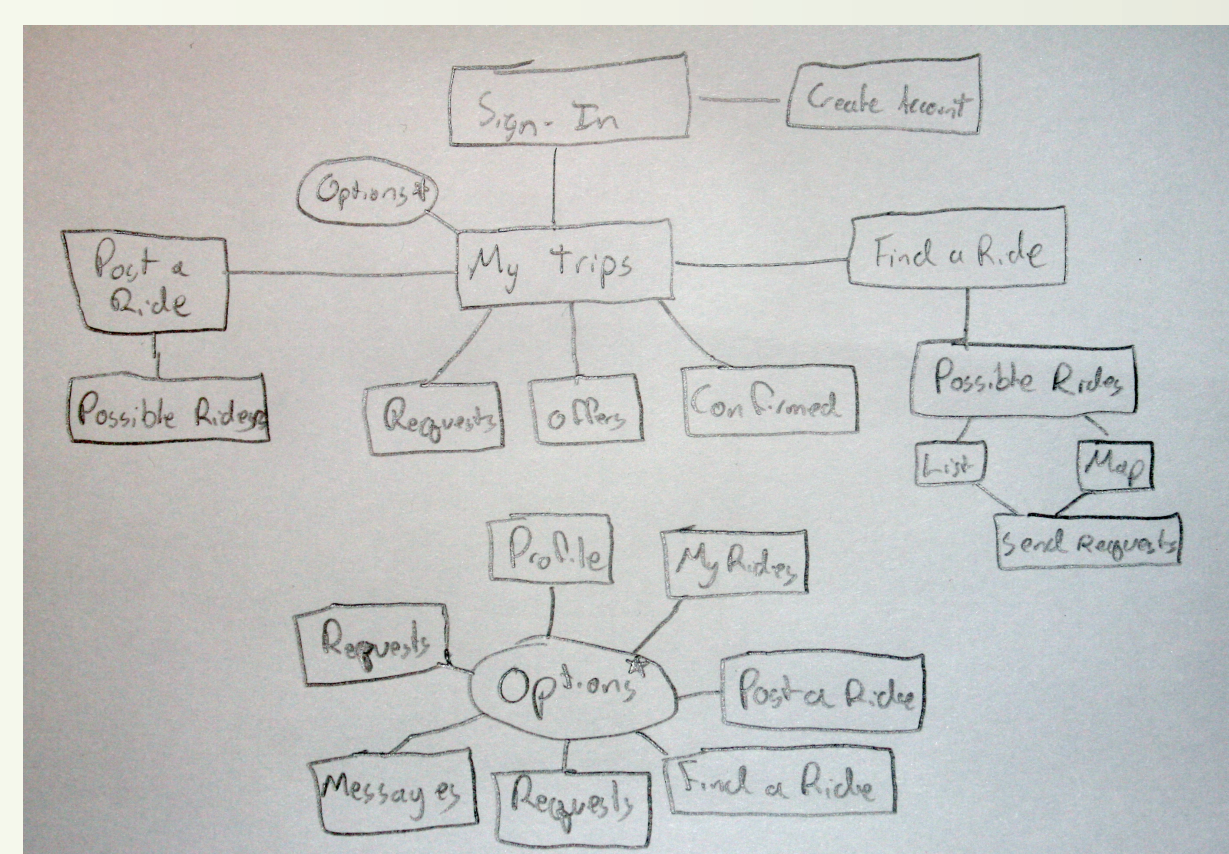 Sign-In
Create Account
Options*
Post a
Ride
My Trips
Find a Ride
Possible Riders
Requests
Offers
Confirmed
Possible Rides
List
Map
Send Requests
Profile
My Rides
Requests
Options*
Post a Ride
Messages
Requests
Find a Ride